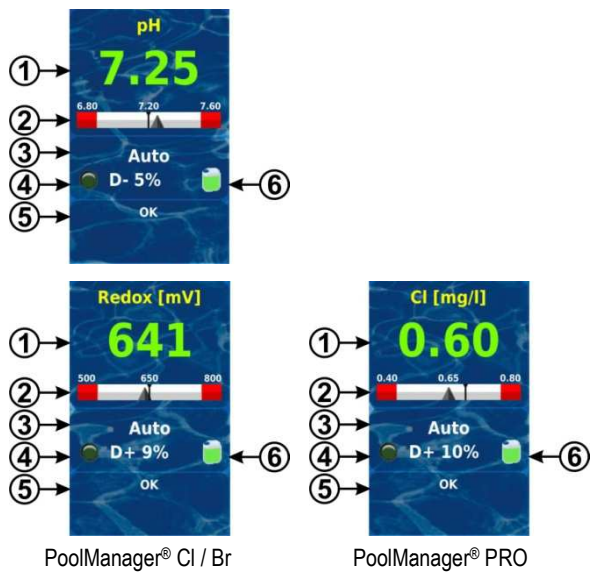 pH
① 7.25
6.80 7.20 7.60
②
③ Auto
④ D- 5% ⑥
⑤ OK
Redox [mV] Cl [mg/l]
① 641 ① 0.60
500 650 800 0.40 0.65 0.80
② ②
③ Auto ③ Auto
④ D+ 9% ⑥ ④ D+ 10% ⑥
⑤ OK ⑤ OK
PoolManager® Cl / Br PoolManager® PRO